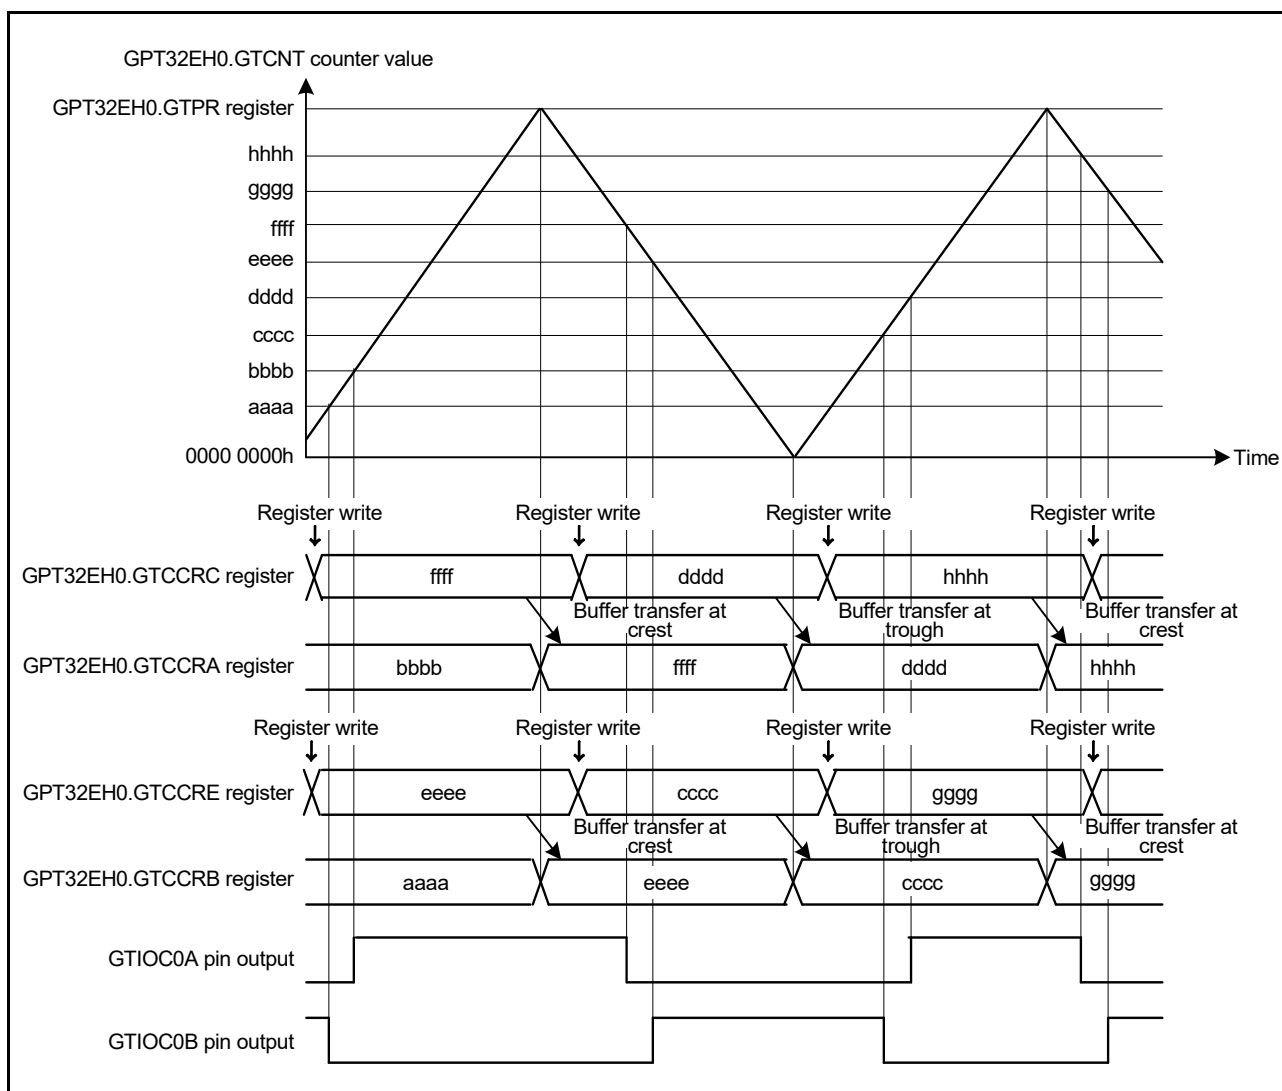 GPT32EH0.GTCNT counter value
GPT32EH0.GTPR register
hhhh
gggg
ffff
eeee
dddd
cccc
bbbb
aaaa
0000 0000h
Time
Register write Register write Register write Register write
GPT32EH0.GTCCRC register ffff dddd hhhh
Buffer transfer at crest
Buffer transfer at trough
Buffer transfer at crest
GPT32EH0.GTCCRA register bbbb ffff dddd hhhh
Register write Register write Register write Register write
GPT32EH0.GTCCRE register eeee cccc gggg
Buffer transfer at crest
Buffer transfer at trough
Buffer transfer at crest
GPT32EH0.GTCCRB register aaaa eeee cccc gggg
GTIOC0A pin output
GTIOC0B pin output